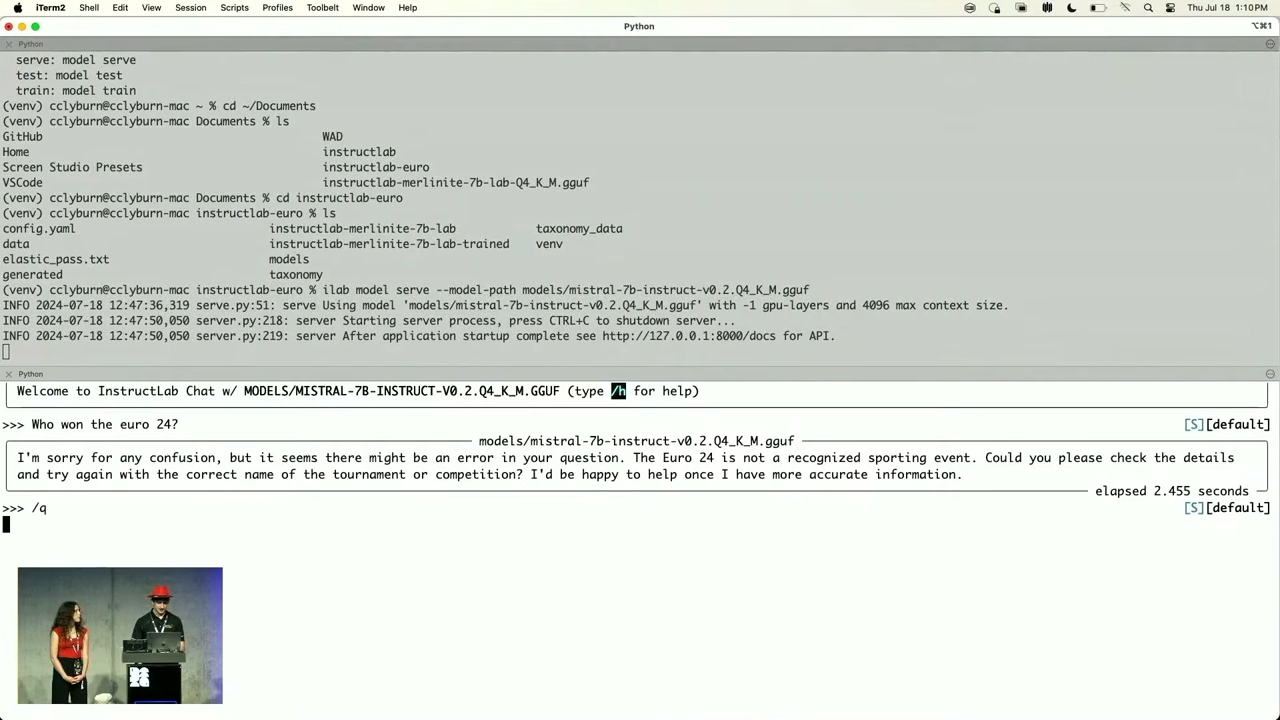 iTerm2 Shell Edit View Session Scripts Profiles Toolbelt Window Help Thu Jul 18 1:10PM
Python ⌥⌘1
Python
serve: model serve
test: model test
train: model train
(venv) cclyburn@cclyburn-mac ~ % cd ~/Documents
(venv) cclyburn@cclyburn-mac Documents % ls
GitHub WAD
Home instructlab
Screen Studio Presets instructlab-euro
VSCode instructlab-merlinite-7b-lab-Q4_K_M.gguf
(venv) cclyburn@cclyburn-mac Documents % cd instructlab-euro
(venv) cclyburn@cclyburn-mac instructlab-euro % ls
config.yaml instructlab-merlinite-7b-lab taxonomy_data
data instructlab-merlinite-7b-lab-trained venv
elastic_pass.txt models
generated taxonomy
(venv) cclyburn@cclyburn-mac instructlab-euro % ilab model serve --model-path models/mistral-7b-instruct-v0.2.Q4_K_M.gguf
INFO 2024-07-18 12:47:36,319 serve.py:51: serve Using model 'models/mistral-7b-instruct-v0.2.Q4_K_M.gguf' with -1 gpu-layers and 4096 max context size.
INFO 2024-07-18 12:47:50,050 server.py:218: server Starting server process, press CTRL+C to shutdown server...
INFO 2024-07-18 12:47:50,050 server.py:219: server After application startup complete see http://127.0.0.1:8000/docs for API.
Python
Welcome to InstructLab Chat w/ MODELS/MISTRAL-7B-INSTRUCT-V0.2.Q4_K_M.GGUF (type /h for help)
>>> Who won the euro 24? [S][default]
models/mistral-7b-instruct-v0.2.Q4_K_M.gguf
I'm sorry for any confusion, but it seems there might be an error in your question. The Euro 24 is not a recognized sporting event. Could you please check the details
and try again with the correct name of the tournament or competition? I'd be happy to help once I have more accurate information.
elapsed 2.455 seconds
>>> /q [S][default]